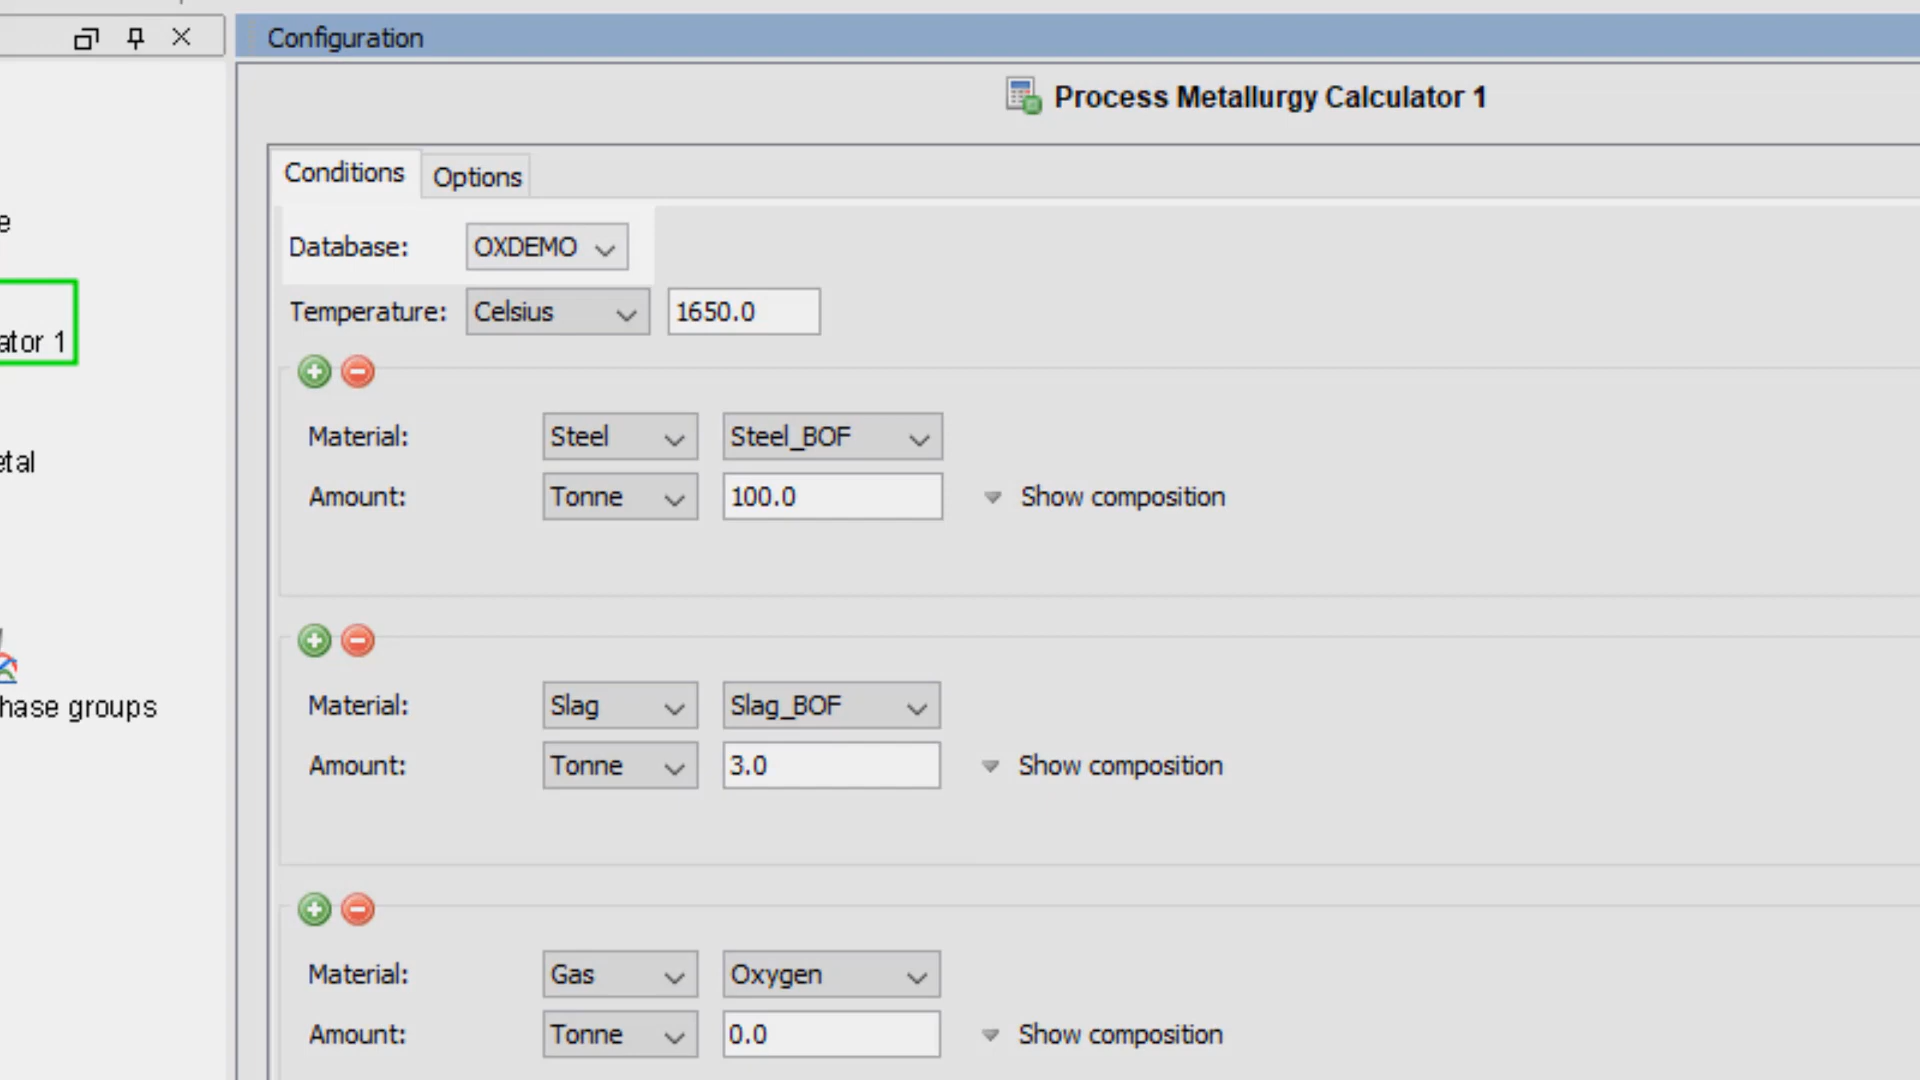 Configuration
Process Metallurgy Calculator 1
Conditions Options
e
Database: OXDEMO
Temperature: Celsius 1650.0
ator 1
Material: Steel Steel_BOF
etal
Amount: Tonne 100.0 Show composition
Material: Slag Slag_BOF
hase groups
Amount: Tonne 3.0 Show composition
Material: Gas Oxygen
Amount: Tonne 0.0 Show composition